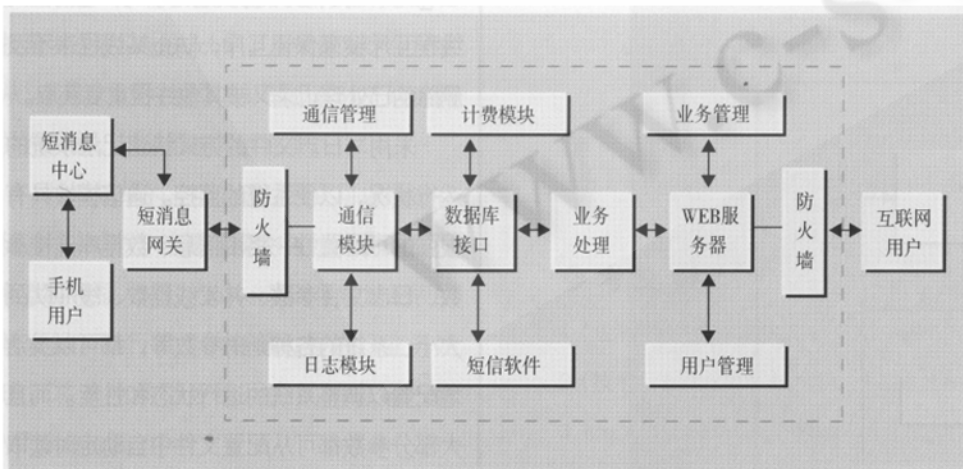 www.c-s
通信管理
计费模块
业务管理
短消息
中心
短消息
网关
防
火
墙
通信
模块
数据库
接口
业务
处理
WEB服
务器
防
火
墙
互联网
用户
手机
用户
日志模块
短信软件
用户管理